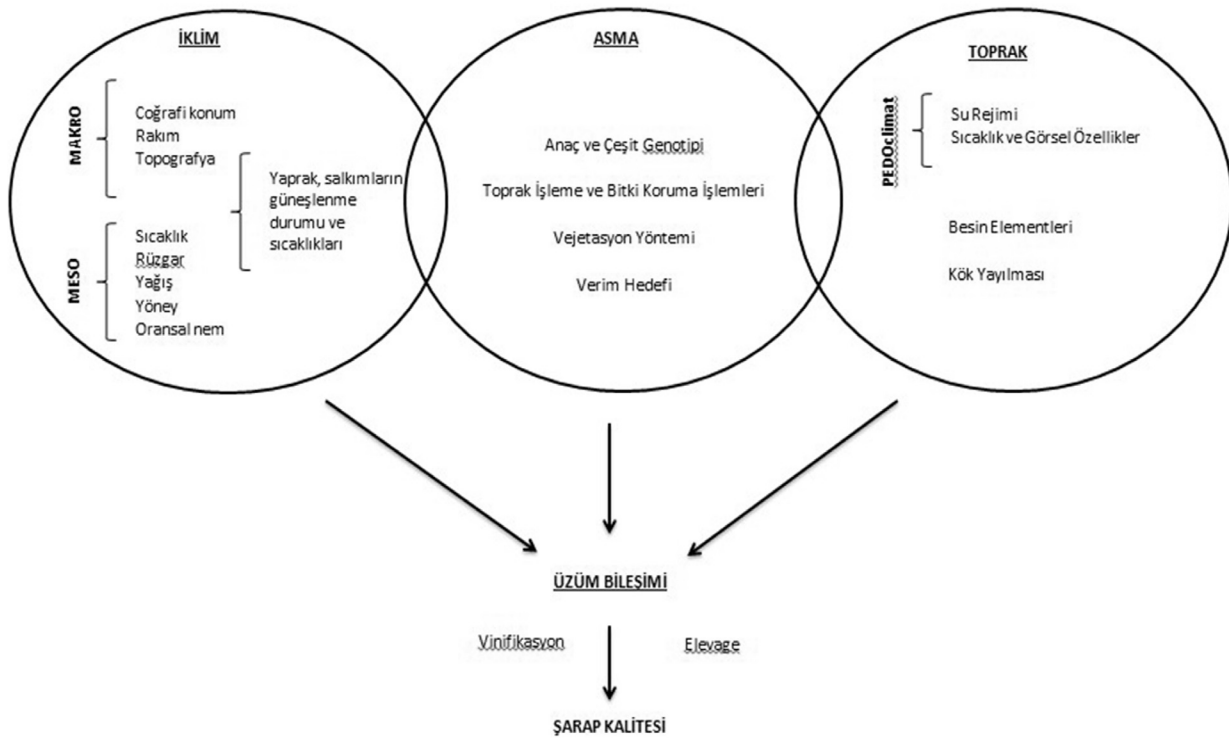 İKLİM
MAKRO
Coğrafi konum
Rakım
Topografya
MESO
Sıcaklık
Rüzgar
Yağış
Yöney
Oransal nem
Yaprak, salkımların
güneşlenme
durumu ve
sıcaklıkları
ASMA
Anaç ve Çeşit Genotipi
Toprak İşleme ve Bitki Koruma İşlemleri
Vejetasyon Yöntemi
Verim Hedefi
TOPRAK
PEDOclimat
Su Rejimi
Sıcaklık ve Görsel Özellikler
Besin Elementleri
Kök Yayılması
ÜZÜM BİLEŞİMİ
Vinifikasyon
Elevage
ŞARAP KALİTESİ